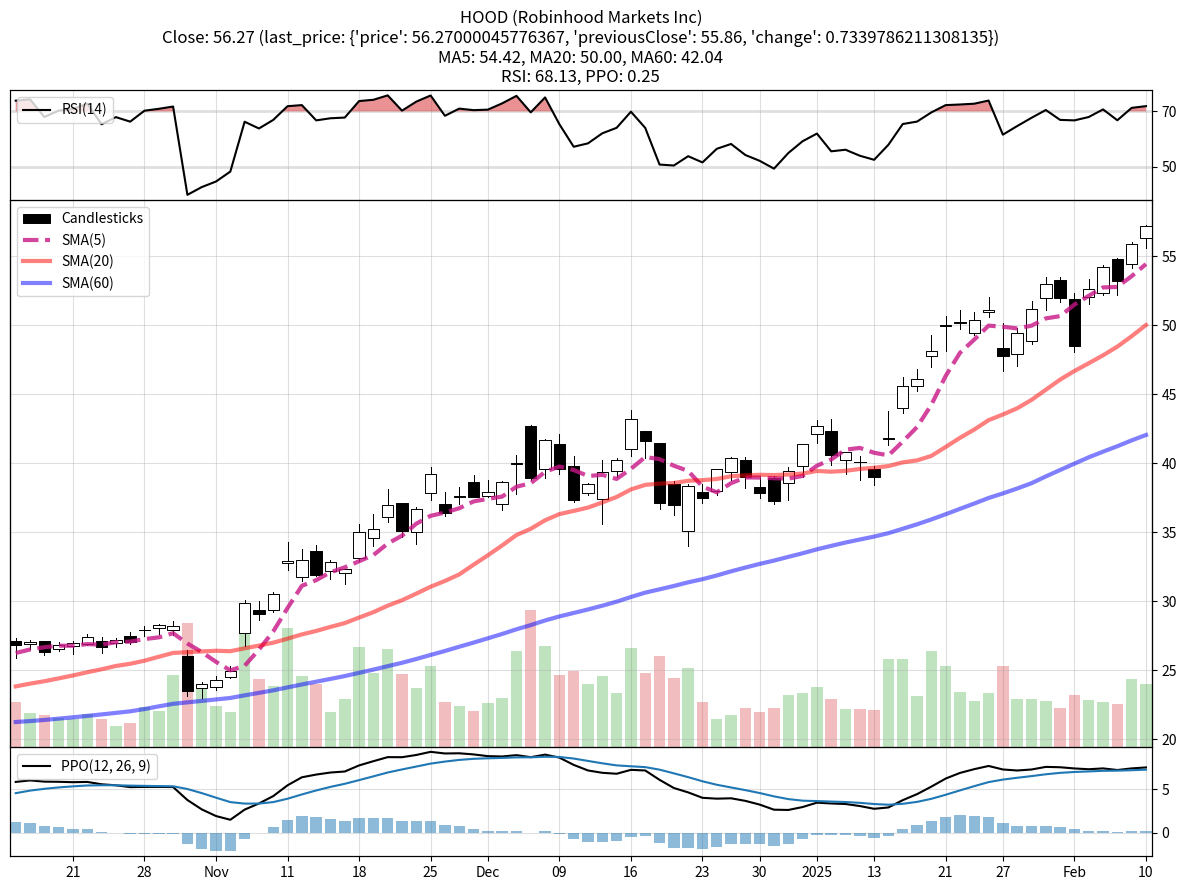 HOOD (Robinhood Markets Inc)
Close: 56.27 (last_price: {'price': 56.27000045776367, 'previousClose': 55.86, 'change': 0.7339786211308135})
MA5: 54.42, MA20: 50.00, MA60: 42.04
RSI: 68.13, PPO: 0.25
RSI(14)
70
50
Candlesticks
SMA(5)
SMA(20)
SMA(60)
55
50
45
40
35
30
25
20
PPO(12, 26, 9)
5
0
21 28 Nov 11 18 25 Dec 09 16 23 30 2025 13 21 27 Feb 10